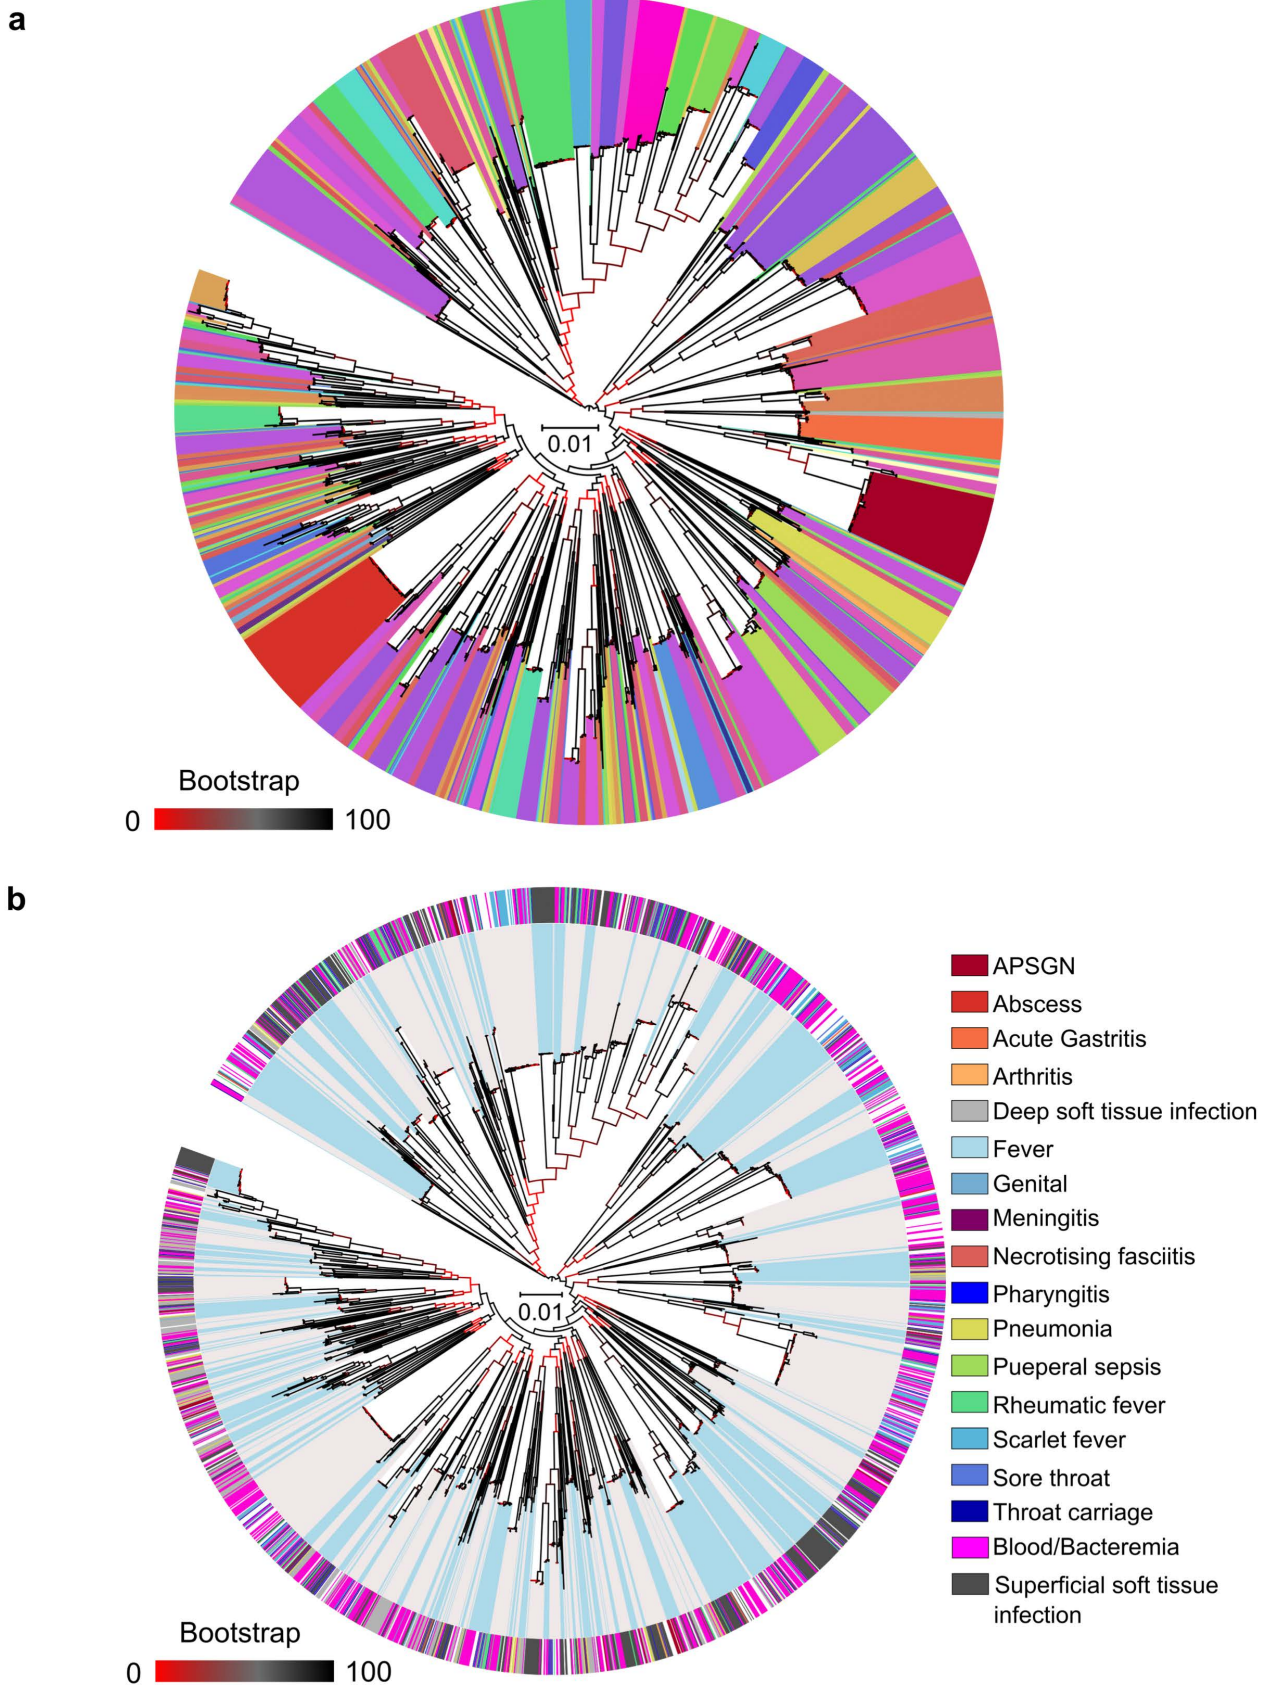 a
0.01
Bootstrap
0 100
b
APSGN
Abscess
Acute Gastritis
Arthritis
Deep soft tissue infection
Fever
Genital
Meningitis
Necrotising fasciitis
Pharyngitis
Pneumonia
Pueperal sepsis
Rheumatic fever
Scarlet fever
Sore throat
Throat carriage
Blood/Bacteremia
Superficial soft tissue
infection
0.01
Bootstrap
0 100